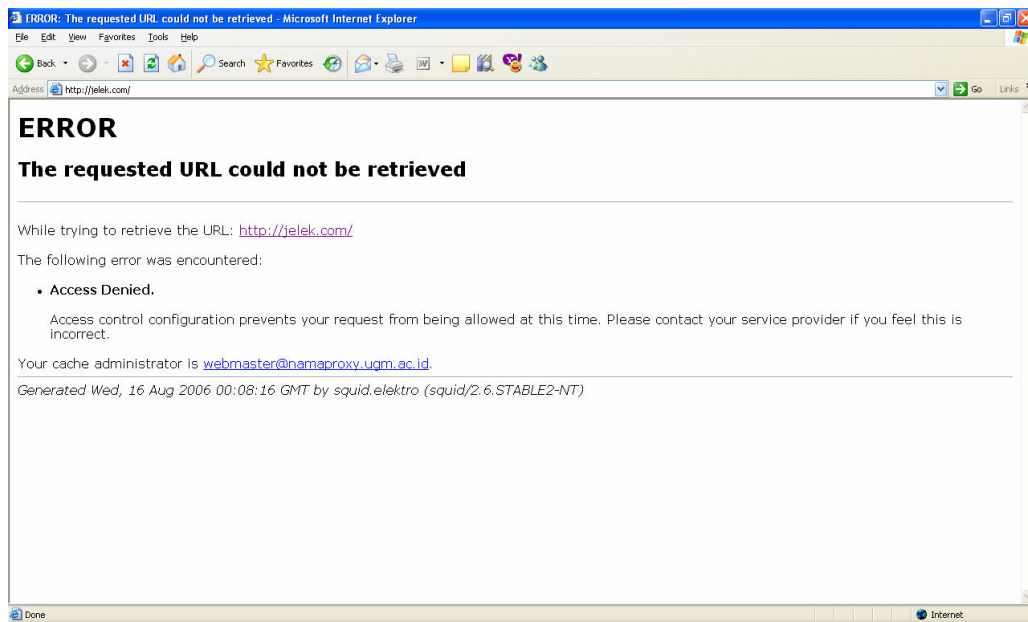 ERROR: The requested URL could not be retrieved - Microsoft Internet Explorer
File Edit View Favorites Tools Help
Back Search Favorites
Address http://jelek.com/ Go Links
ERROR
The requested URL could not be retrieved
While trying to retrieve the URL: http://jelek.com/
The following error was encountered:
• Access Denied.
Access control configuration prevents your request from being allowed at this time. Please contact your service provider if you feel this is
incorrect.
Your cache administrator is webmaster@namaproxy.ugm.ac.id.
Generated Wed, 16 Aug 2006 00:08:16 GMT by squid.elektro (squid/2.6.STABLE2-NT)
Done Internet